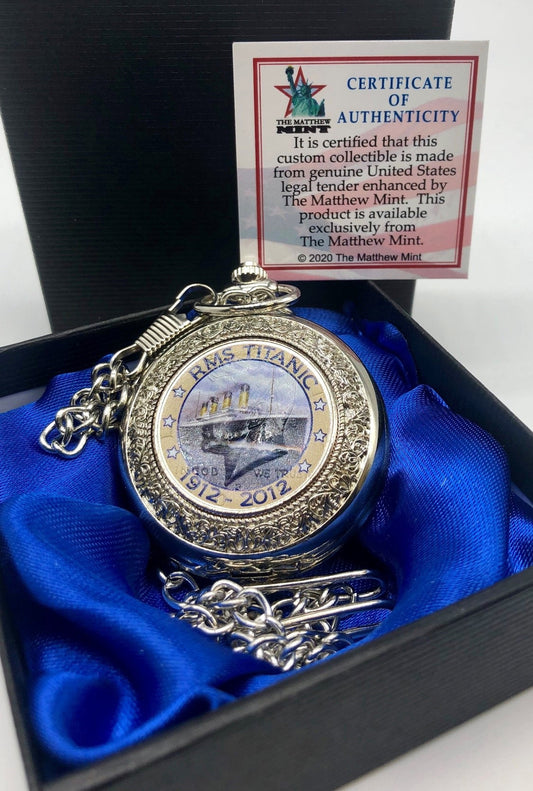 THE MATTHEW
MINT
CERTIFICATE
OF
AUTHENTICITY
It is certified that this
custom collectible is made
from genuine United States
legal tender enhanced by
The Matthew Mint. This
product is available
exclusively from
The Matthew Mint.
© 2020 The Matthew Mint
RMS TITANIC
GOD WE
1912 - 2012